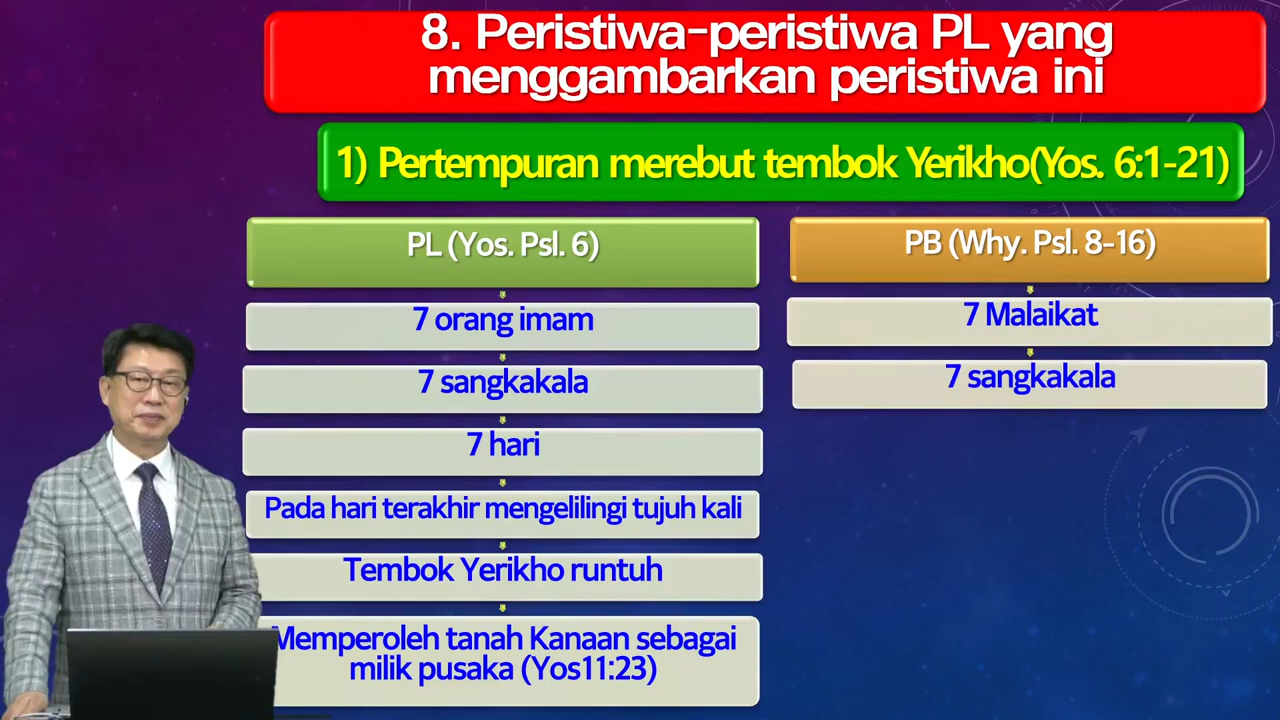 8. Peristiwa-peristiwa PL yang
menggambarkan peristiwa ini
1) Pertempuran merebut tembok Yerikho(Yos. 6:1-21)
PL (Yos. Psl. 6)
7 orang imam
7 sangkakala
7 hari
Pada hari terakhir mengelilingi tujuh kali
Tembok Yerikho runtuh
Memperoleh tanah Kanaan sebagai
milik pusaka (Yos11:23)
PB (Why. Psl. 8-16)
7 Malaikat
7 sangkakala